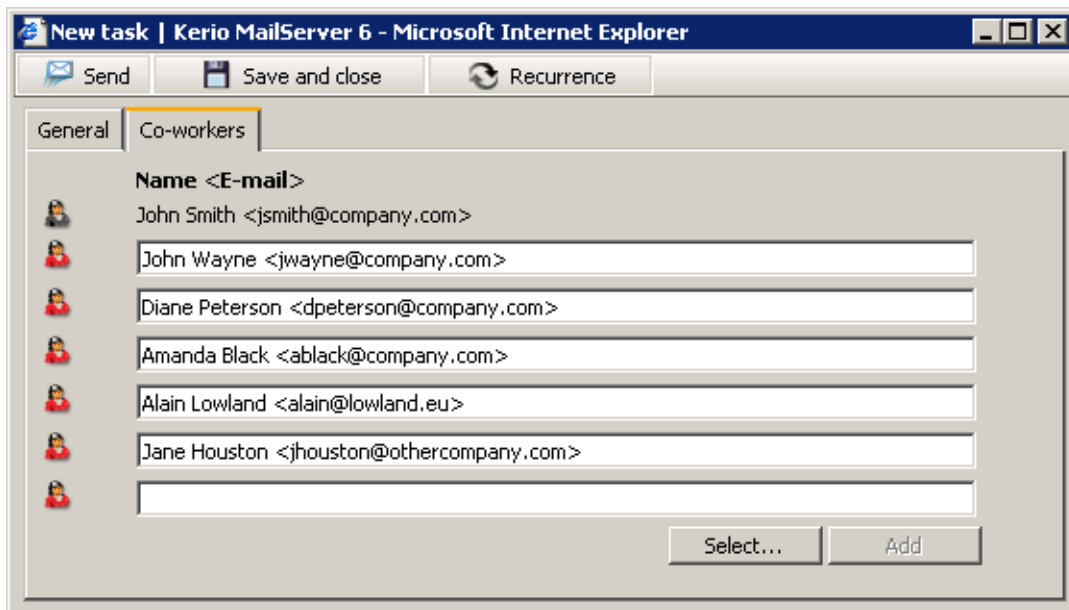 New task | Kerio MailServer 6 - Microsoft Internet Explorer
Send Save and close Recurrence
General Co-workers
Name <E-mail>
John Smith <jsmith@company.com>
John Wayne <jwayne@company.com>
Diane Peterson <dpeterson@company.com>
Amanda Black <ablack@company.com>
Alain Lowland <alain@lowland.eu>
Jane Houston <jhouston@othercompany.com>
Select... Add